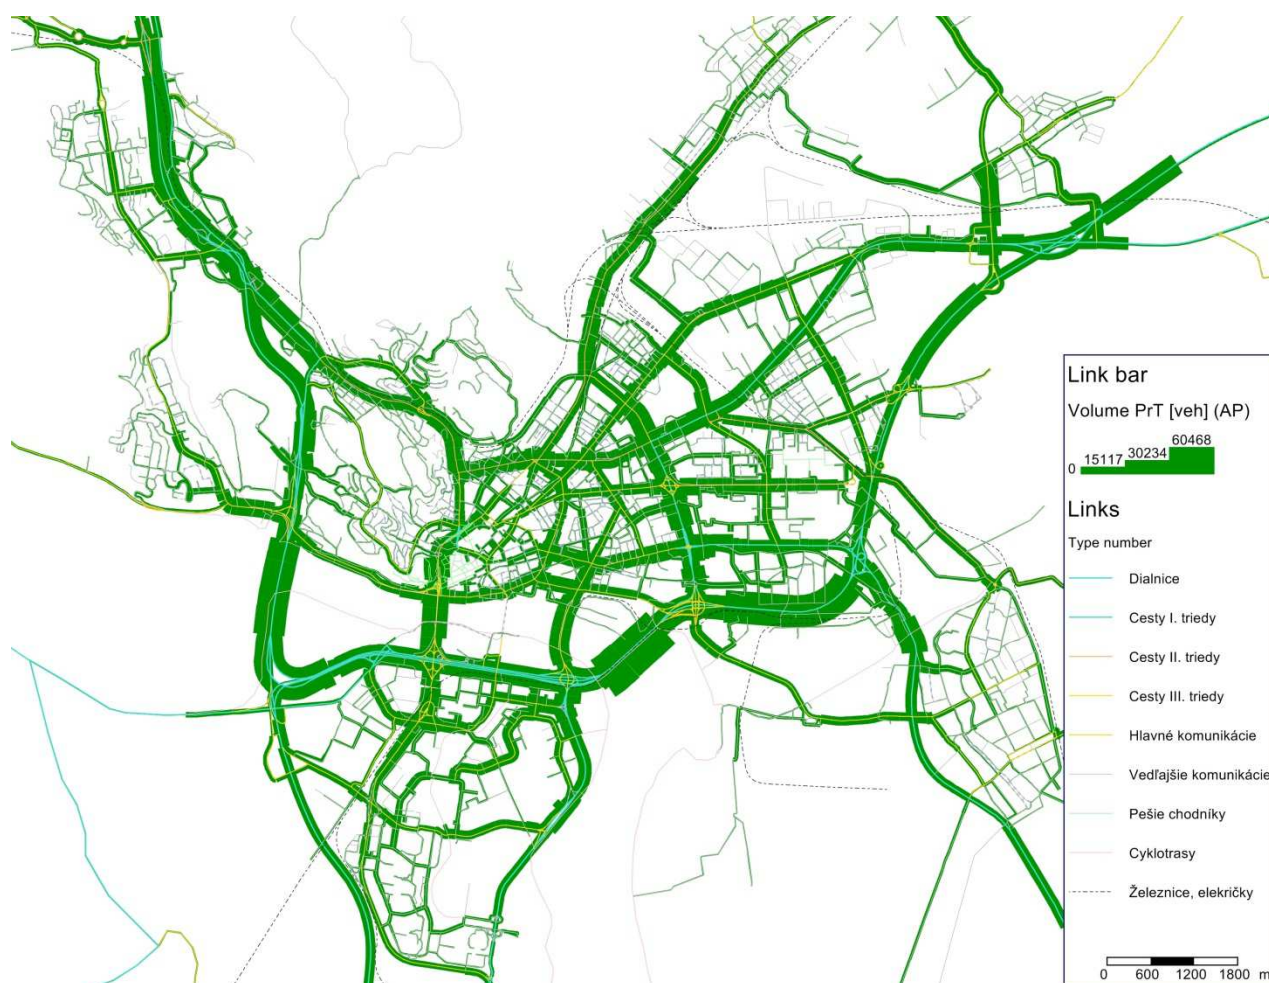 Link bar
Volume PrT [veh] (AP)
0 15117 30234 60468
Links
Type number
Dialnice
Cesty I. triedy
Cesty II. triedy
Cesty III. triedy
Hlavné komunikácie
Vedľajšie komunikácie
Pešie chodníky
Cyklotrasy
Železnice, elekričky
0 600 1200 1800 m